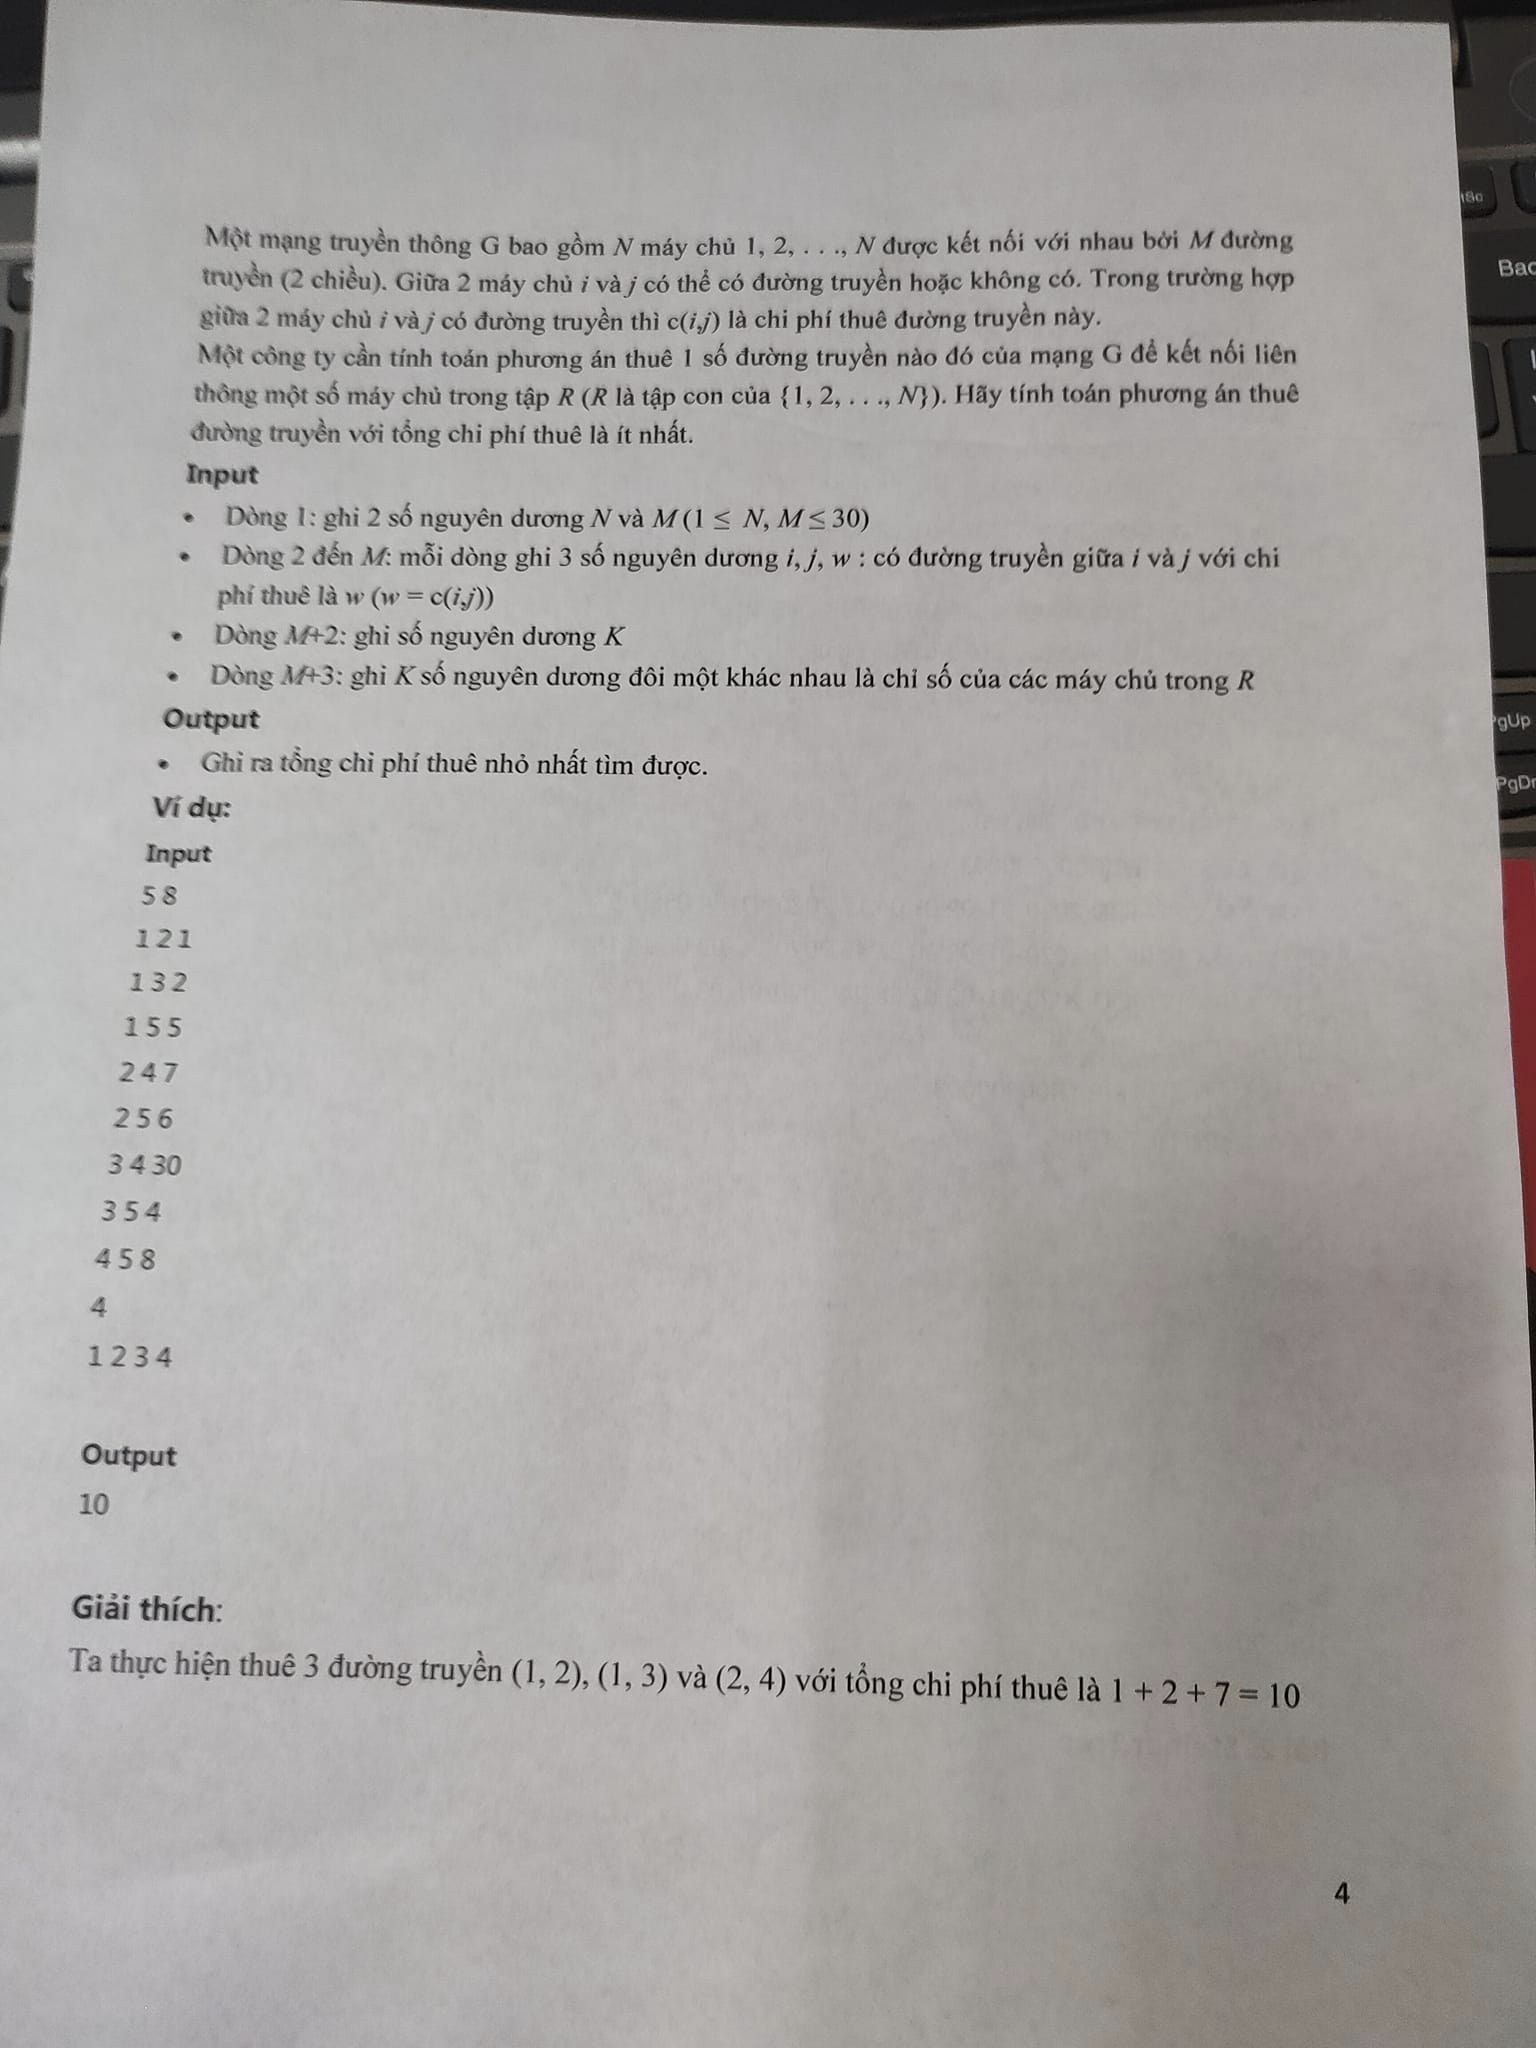 Một mạng truyền thông G bao gồm N máy chủ 1, 2, . . ., N được kết nối với nhau bởi M đường
truyền (2 chiều). Giữa 2 máy chủ i và j có thể có đường truyền hoặc không có. Trong trường hợp
giữa 2 máy chủ i và j có đường truyền thì c(i,j) là chi phí thuê đường truyền này.
Một công ty cần tính toán phương án thuê 1 số đường truyền nào đó của mạng G để kết nối liên
thông một số máy chủ trong tập R (R là tập con của {1, 2, . . ., N}). Hãy tính toán phương án thuê
đường truyền với tổng chi phí thuê là ít nhất.
Input
• Dòng 1: ghi 2 số nguyên dương N và M (1 ≤ N, M ≤ 30)
• Dòng 2 đến M: mỗi dòng ghi 3 số nguyên dương i, j, w : có đường truyền giữa i và j với chi
phí thuê là w (w = c(i,j))
• Dòng M+2: ghi số nguyên dương K
• Dòng M+3: ghi K số nguyên dương đôi một khác nhau là chỉ số của các máy chủ trong R
Output
• Ghi ra tổng chi phí thuê nhỏ nhất tìm được.
Ví dụ:
Input
5 8
1 2 1
1 3 2
1 5 5
2 4 7
2 5 6
3 4 30
3 5 4
4 5 8
4
1 2 3 4
Output
10
Giải thích:
Ta thực hiện thuê 3 đường truyền (1, 2), (1, 3) và (2, 4) với tổng chi phí thuê là 1 + 2 + 7 = 10
4
PgUp